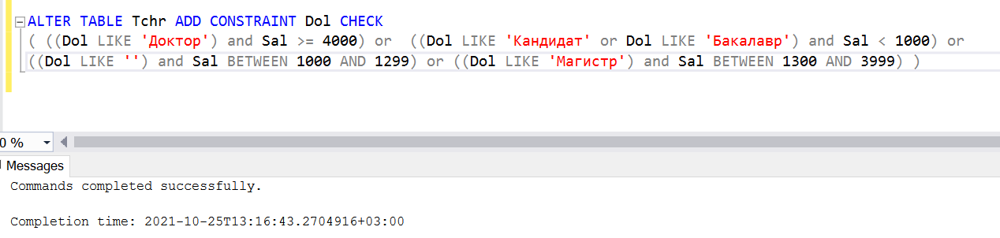 ALTER TABLE Tchr ADD CONSTRAINT Dol CHECK
( ((Dol LIKE 'Доктор') and Sal >= 4000) or  ((Dol LIKE 'Кандидат' or Dol LIKE 'Бакалавр') and Sal < 1000) or
((Dol LIKE '') and Sal BETWEEN 1000 AND 1299) or ((Dol LIKE 'Магистр') and Sal BETWEEN 1300 AND 3999) )
0 %
Messages
Commands completed successfully.
Completion time: 2021-10-25T13:16:43.2704916+03:00